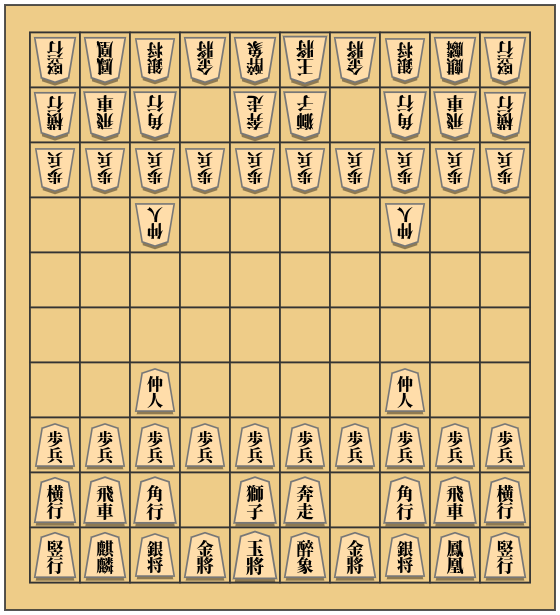 竪行 鳳凰 銀将 金將 醉象 王將 金將 銀将 麒麟 竪行
横行 飛車 角行 奔走 獅子 角行 飛車 横行
歩兵 歩兵 歩兵 歩兵 歩兵 歩兵 歩兵 歩兵 歩兵 歩兵
仲人 仲人
仲人 仲人
歩兵 歩兵 歩兵 歩兵 歩兵 歩兵 歩兵 歩兵 歩兵 歩兵
横行 飛車 角行 獅子 奔走 角行 飛車 横行
竪行 麒麟 銀将 金將 玉將 醉象 金將 銀将 鳳凰 竪行